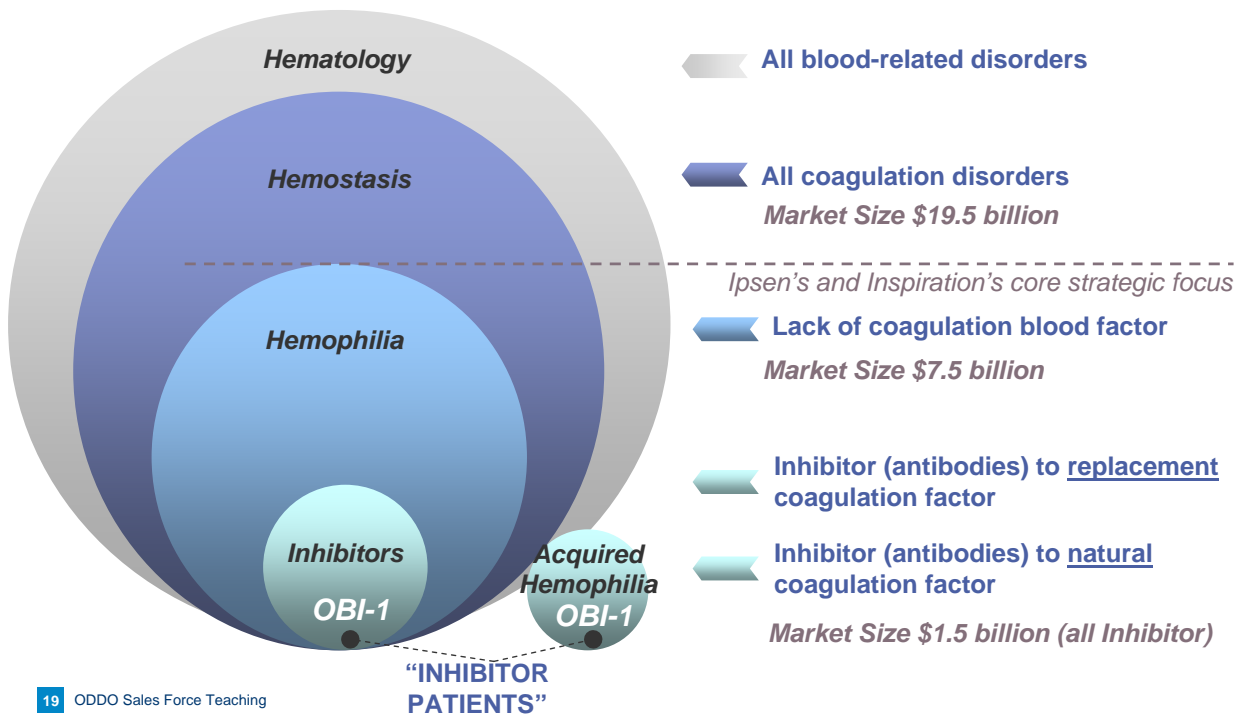 Hematology
All blood-related disorders
Hemostasis
All coagulation disorders
Market Size $19.5 billion
Ipsen’s and Inspiration’s core strategic focus
Hemophilia
Lack of coagulation blood factor
Market Size $7.5 billion
Inhibitor (antibodies) to replacement
coagulation factor
Inhibitors
OBI-1
Acquired
Hemophilia
OBI-1
Inhibitor (antibodies) to natural
coagulation factor
Market Size $1.5 billion (all Inhibitor)
“INHIBITOR
PATIENTS”
19 ODDO Sales Force Teaching